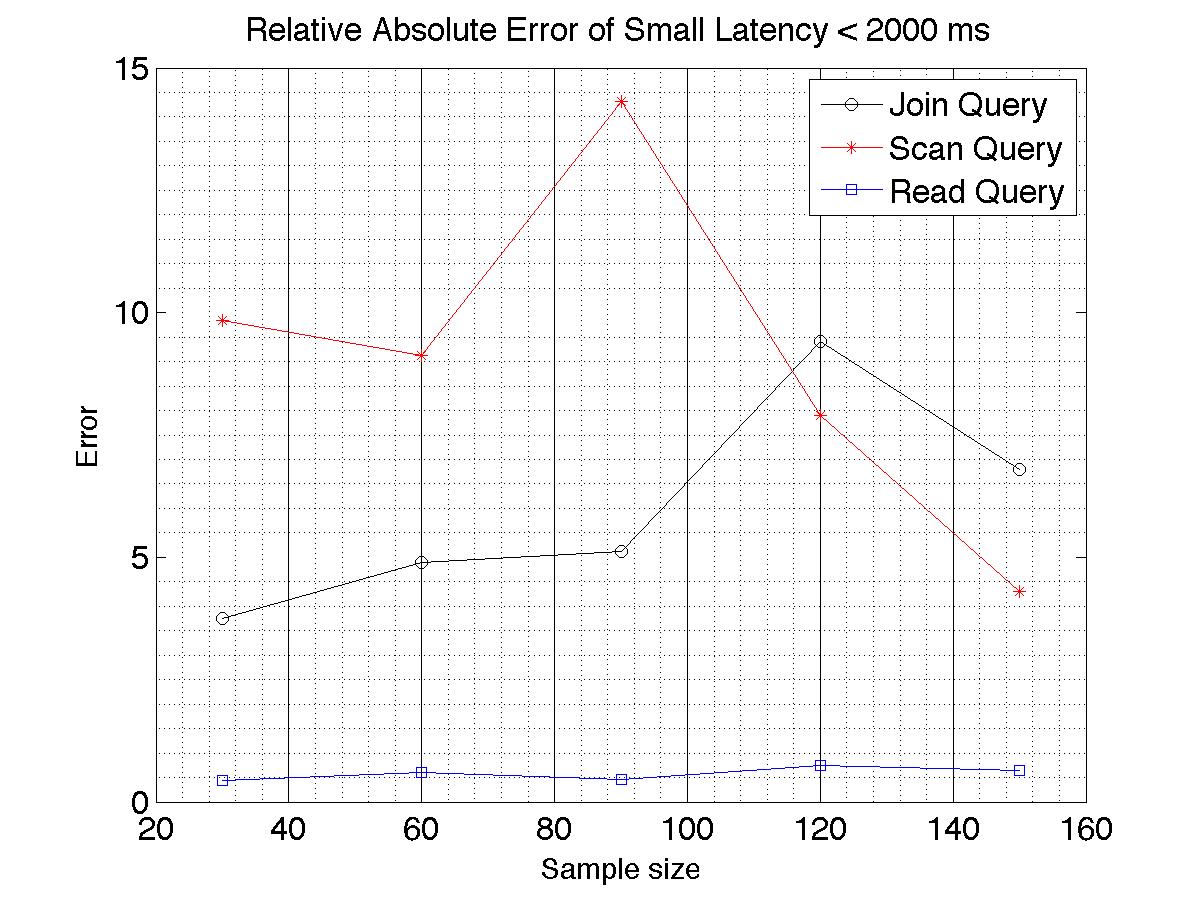 Relative Absolute Error of Small Latency < 2000 ms
15
10
5
0
Error
20 40 60 80 100 120 140 160
Sample size
Join Query
Scan Query
Read Query